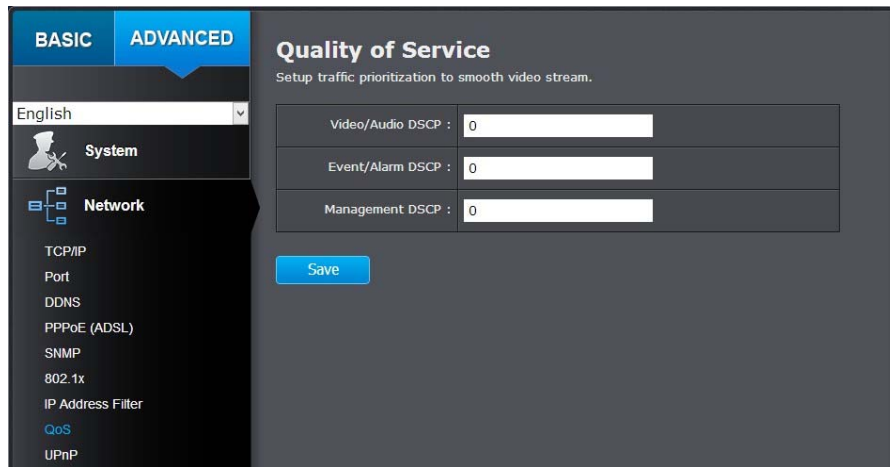 BASIC
ADVANCED
English
System
Network
TCP/IP
Port
DDNS
PPPoE (ADSL)
SNMP
802.1x
IP Address Filter
QoS
UPnP
Quality of Service
Setup traffic prioritization to smooth video stream.
Video/Audio DSCP : 0
Event/Alarm DSCP : 0
Management DSCP : 0
Save